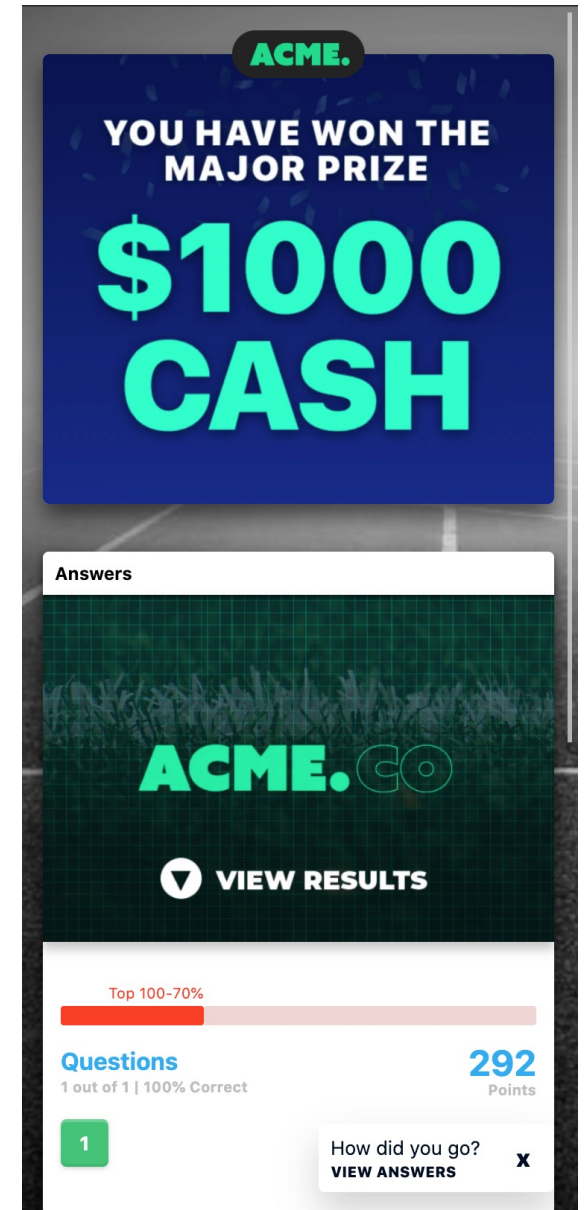 ACME.
YOU HAVE WON THE
MAJOR PRIZE
$1000
CASH
Answers
ACME.CO
VIEW RESULTS
Top 100-70%
Questions
292
1 out of 1 | 100% Correct
Points
1
How did you go?
X
VIEW ANSWERS